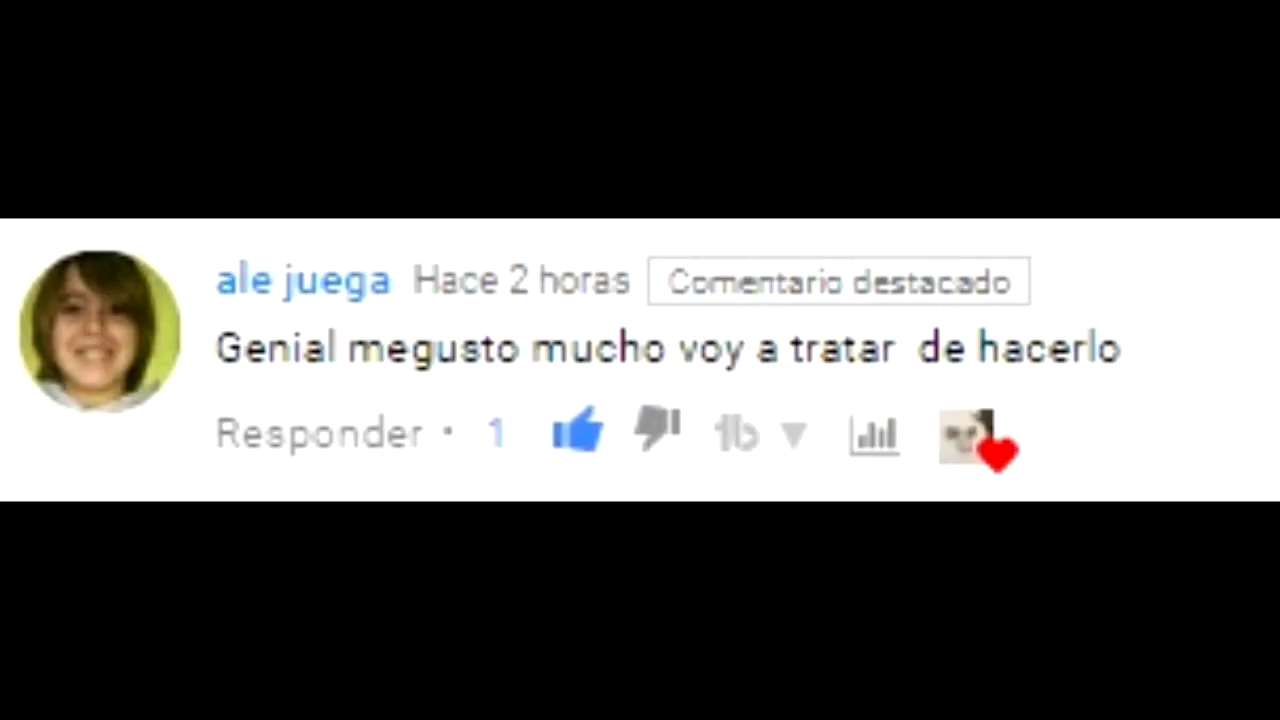 ale juega Hace 2 horas Comentario destacado
Genial megusto mucho voy a tratar de hacerlo
Responder · 1